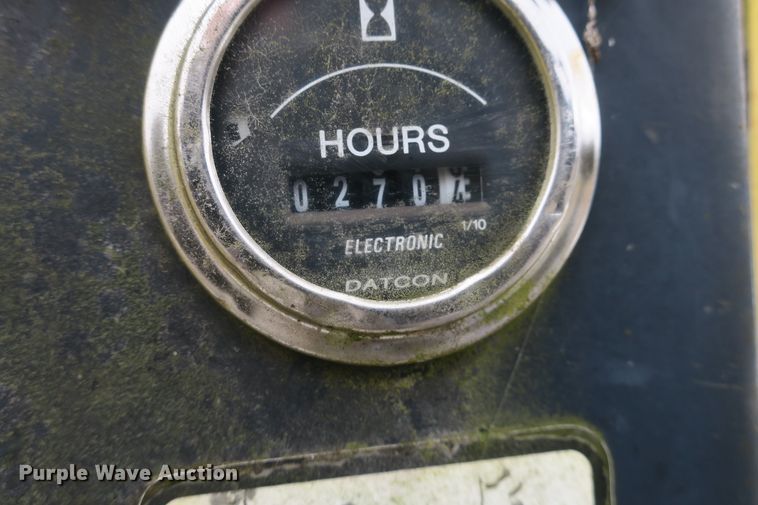 HOURS
0270
1/10
ELECTRONIC
DATCON
Purple Wave Auction